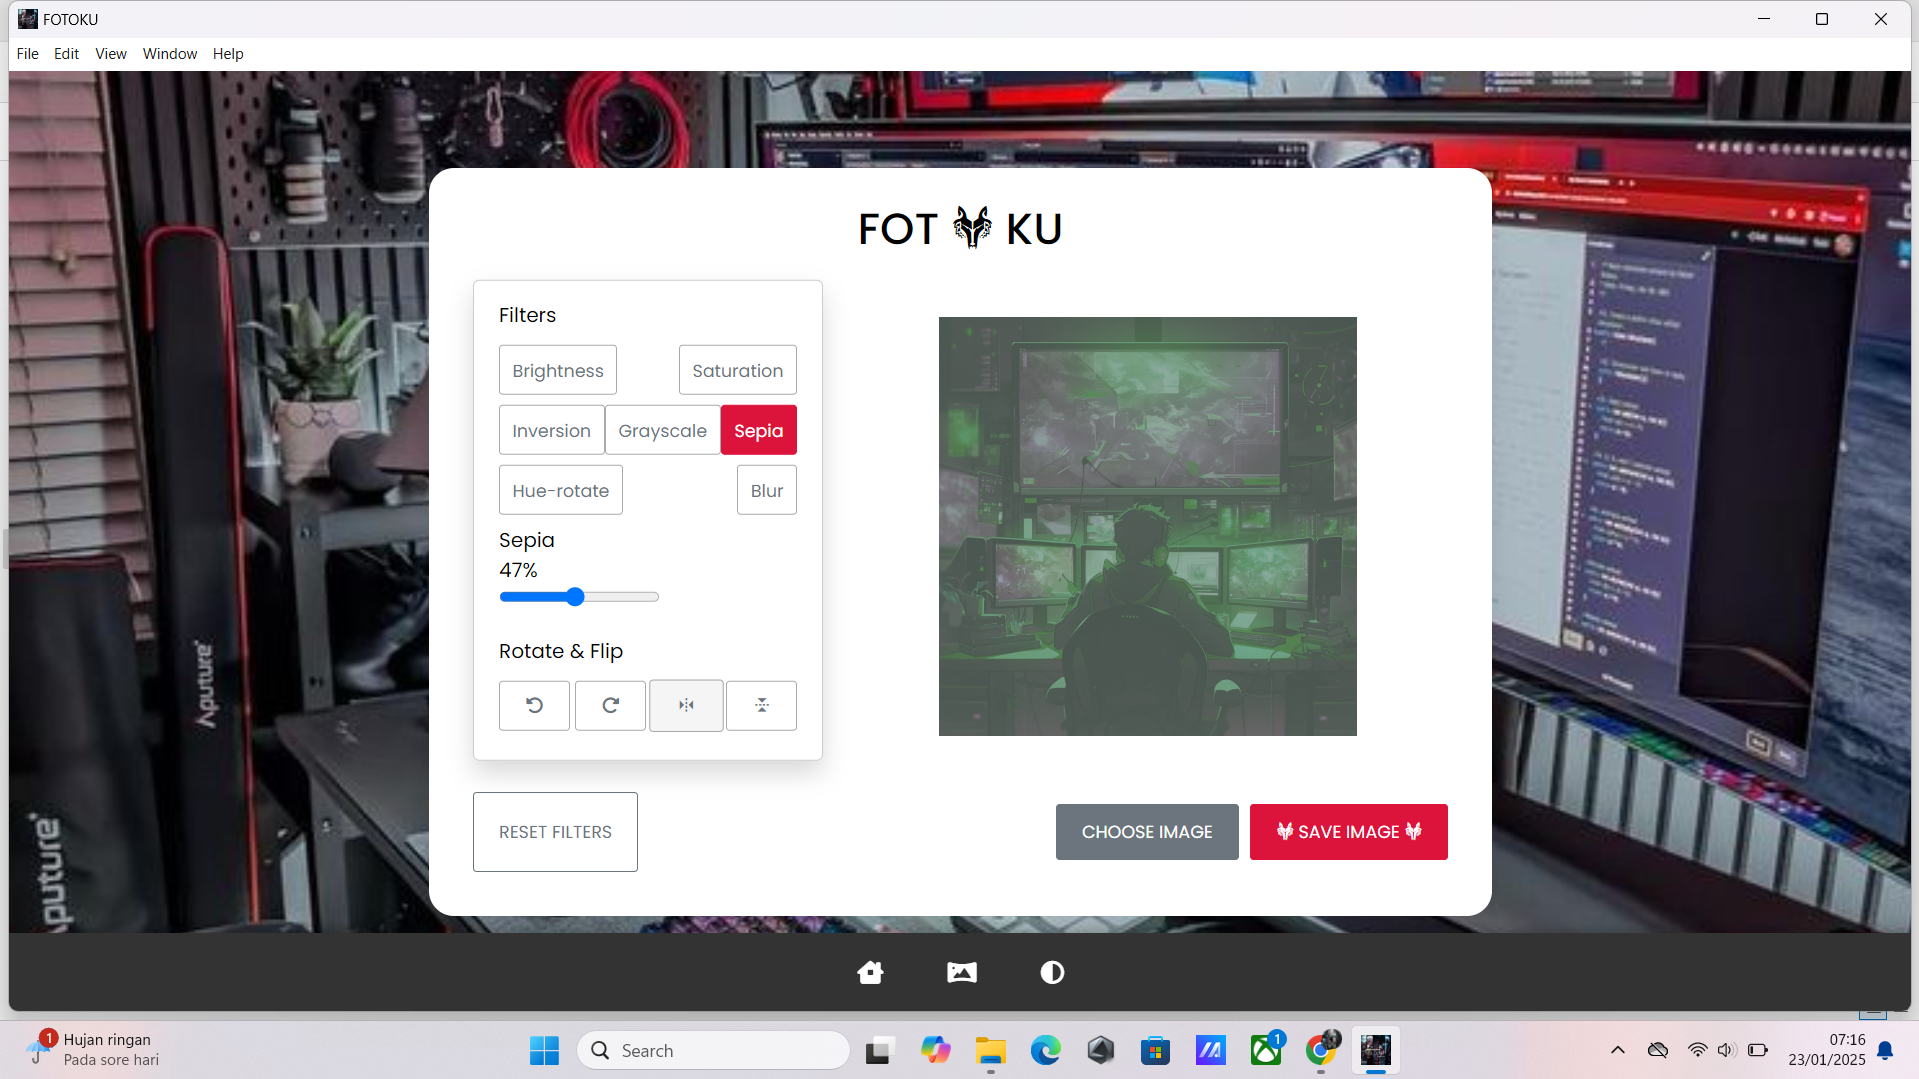 FOTOKU
File Edit View Window Help
FOT KU
Filters
Brightness Saturation
Inversion Grayscale Sepia
Hue-rotate Blur
Sepia
47%
Rotate & Flip
RESET FILTERS
CHOOSE IMAGE SAVE IMAGE
Aputure
Aputure
1
Hujan ringan
Pada sore hari
Search
1
07:16
23/01/2025